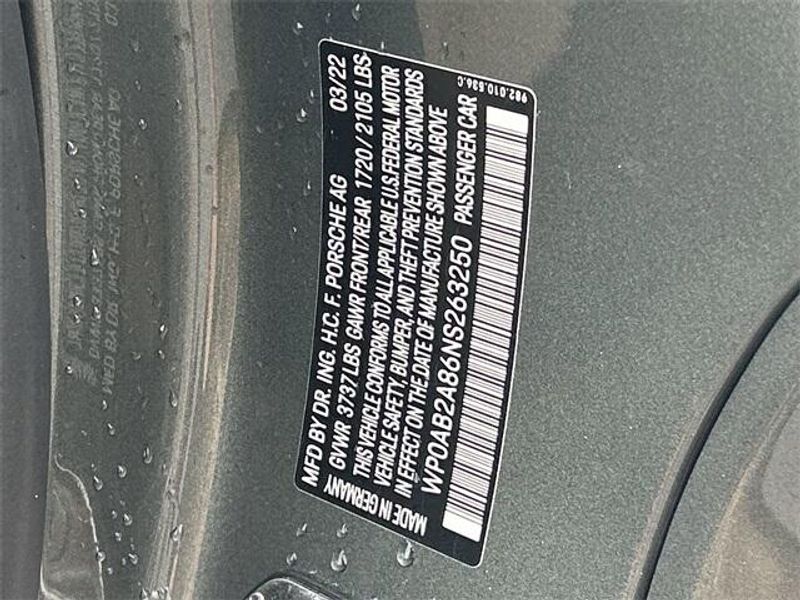 MFD BY DR. ING. H.C. F. PORSCHE AG 03/22
GVWR 3737 LBS GAWR FRONT/REAR 1720 / 2105 LBS
THIS VEHICLE CONFORMS TO ALL APPLICABLE U.S. FEDERAL MOTOR
VEHICLE SAFETY, BUMPER, AND THEFT PREVENTION STANDARDS
IN EFFECT ON THE DATE OF MANUFACTURE SHOWN ABOVE
WP0AB2A86NS263250 PASSENGER CAR
MADE IN GERMANY
982.010.536.C